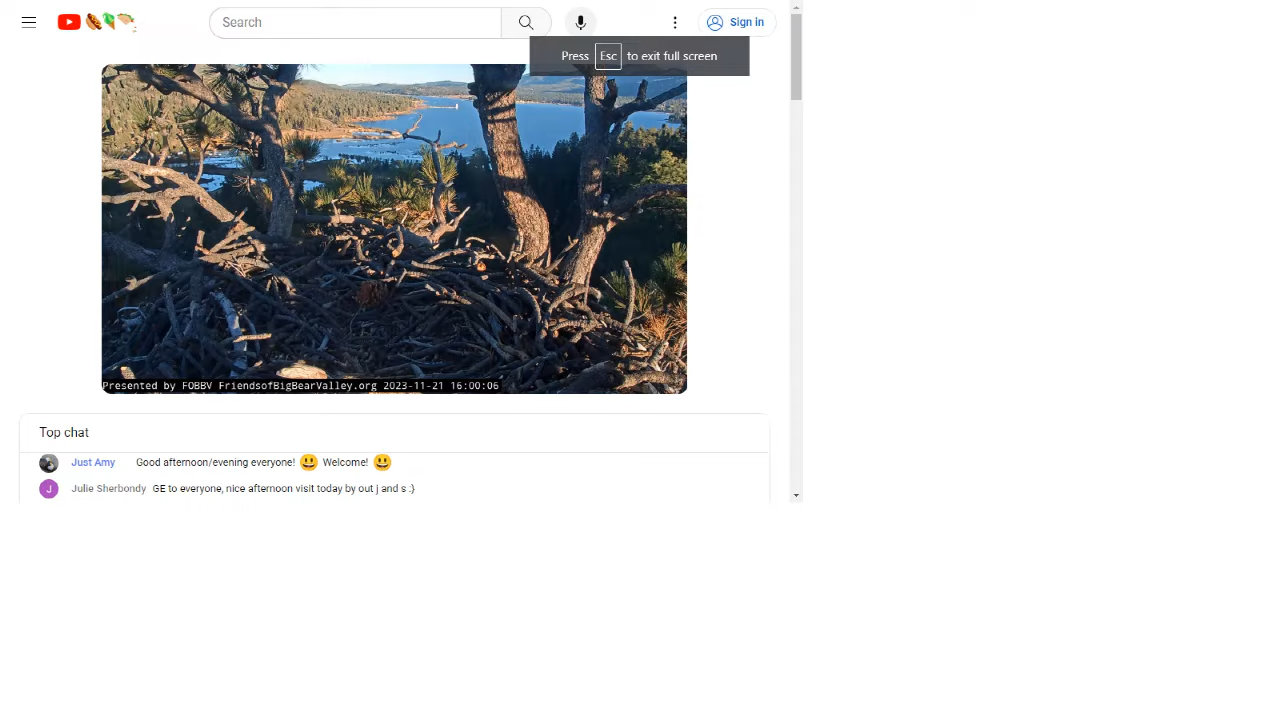 Search
Sign in
Press Esc to exit full screen
Presented by FOBBV FriendsofBigBearValley.org 2023-11-21 16:00:06
Top chat
Just Amy Good afternoon/evening everyone! 😃 Welcome! 😃
J Julie Sherbondy GE to everyone, nice afternoon visit today by out j and s :}